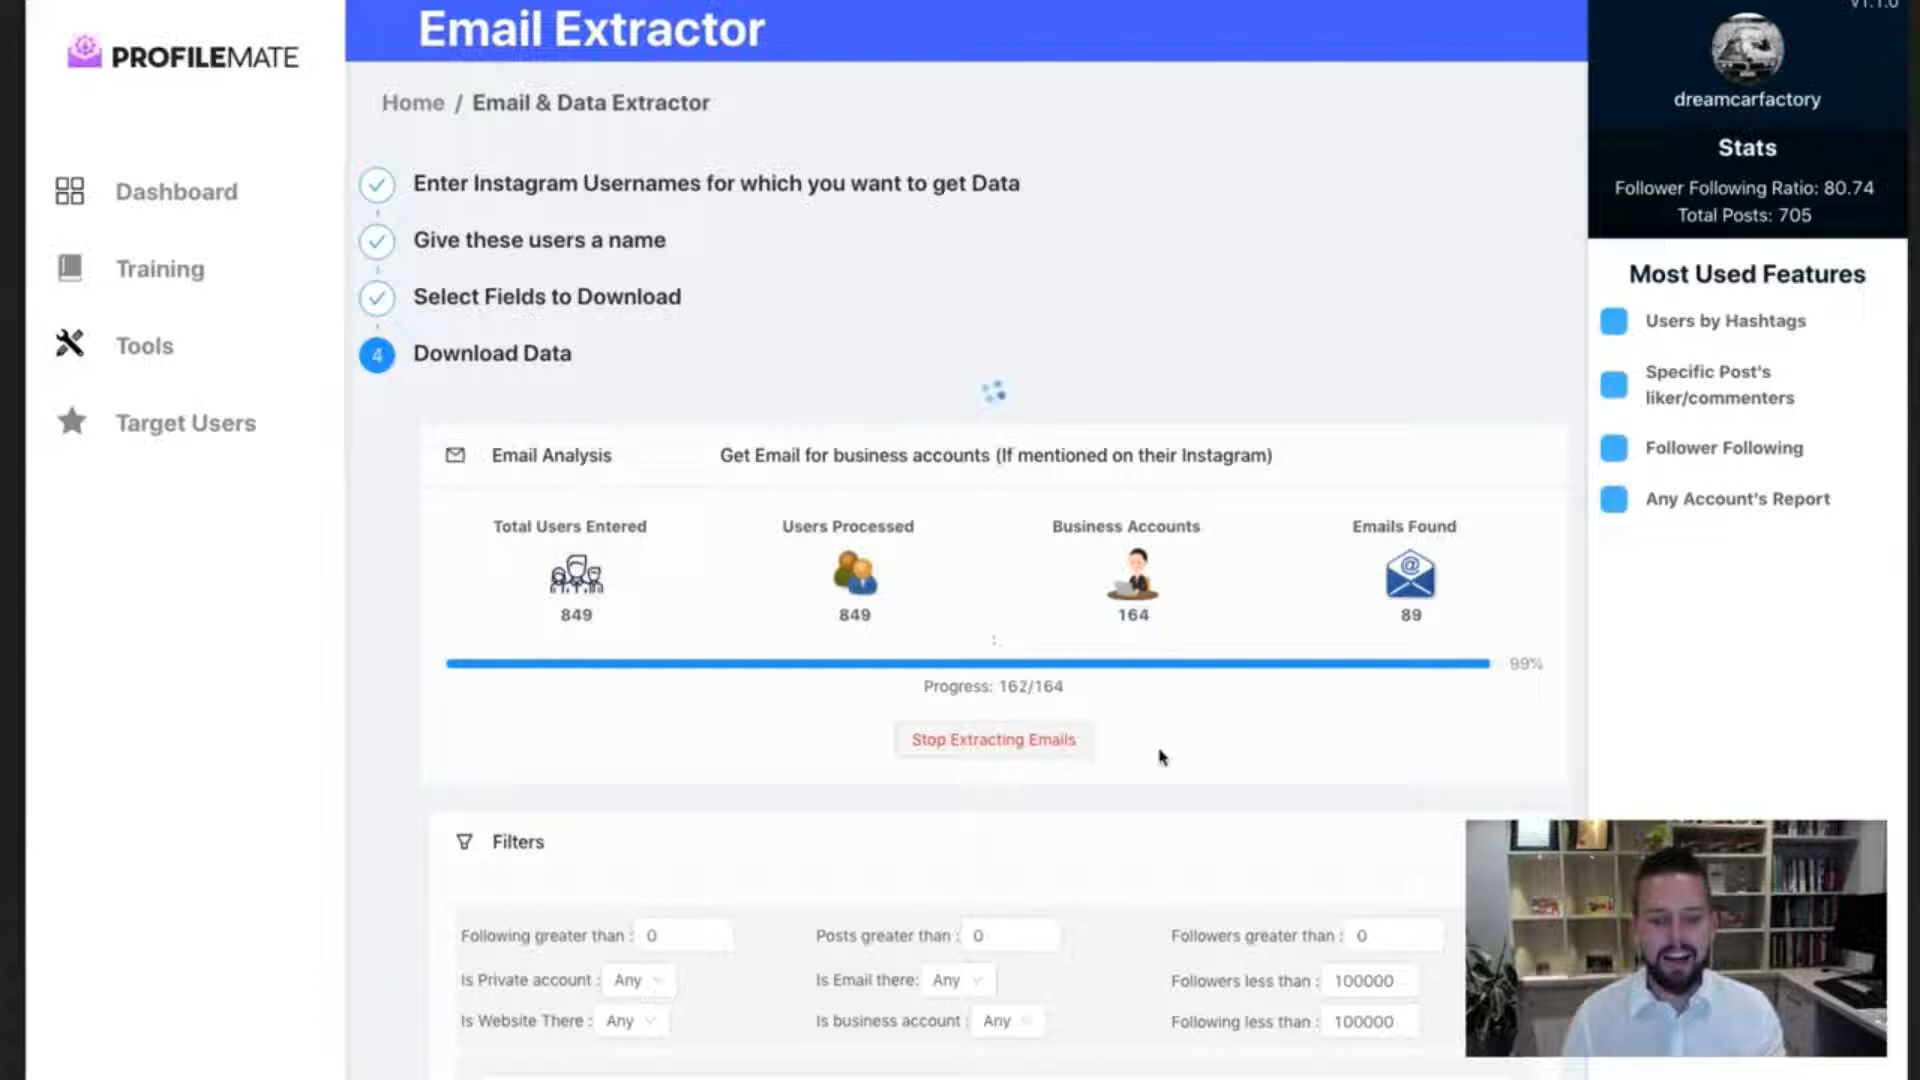 PROFILEMATE
Dashboard
Training
Tools
Target Users
Email Extractor
Home / Email & Data Extractor
Enter Instagram Usernames for which you want to get Data
Give these users a name
Select Fields to Download
4 Download Data
Email Analysis Get Email for business accounts (If mentioned on their Instagram)
Total Users Entered Users Processed Business Accounts Emails Found
849 849 164 89
:
99%
Progress: 162/164
Stop Extracting Emails
Filters
Following greater than : 0 Posts greater than : 0 Followers greater than : 0
Is Private account : Any Is Email there: Any Followers less than : 100000
Is Website There : Any Is business account : Any Following less than : 100000
V1.1.0
dreamcarfactory
Stats
Follower Following Ratio: 80.74
Total Posts: 705
Most Used Features
Users by Hashtags
Specific Post's
liker/commenters
Follower Following
Any Account's Report